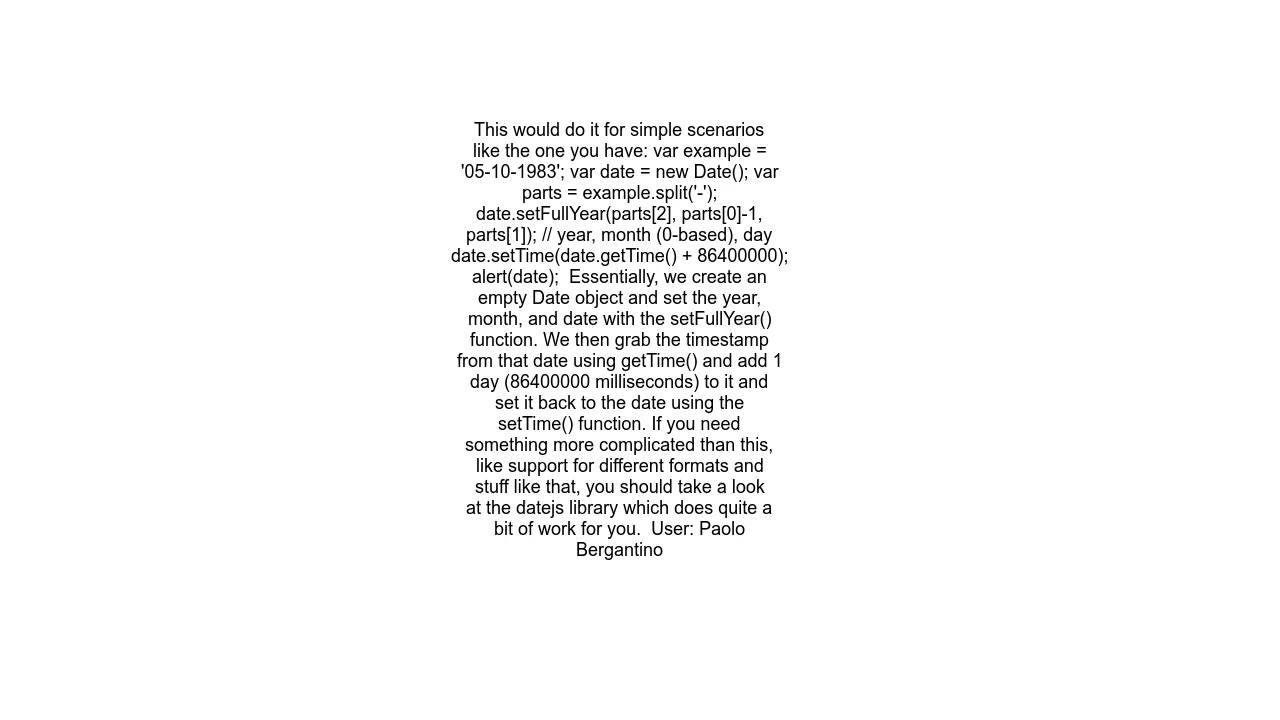 This would do it for simple scenarios
like the one you have: var example =
'05-10-1983'; var date = new Date(); var
parts = example.split('-');
date.setFullYear(parts[2], parts[0]-1,
parts[1]); // year, month (0-based), day
date.setTime(date.getTime() + 86400000);
alert(date);  Essentially, we create an
empty Date object and set the year,
month, and date with the setFullYear()
function. We then grab the timestamp
from that date using getTime() and add 1
day (86400000 milliseconds) to it and
set it back to the date using the
setTime() function. If you need
something more complicated than this,
like support for different formats and
stuff like that, you should take a look
at the datejs library which does quite a
bit of work for you.  User: Paolo
Bergantino